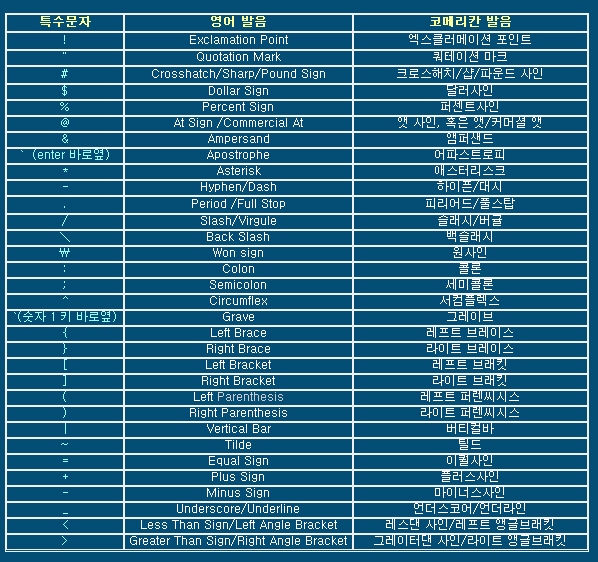 특수문자 영어 발음 코메리칸 발음
! Exclamation Point 엑스클러메이션 포인트
" Quotation Mark 쿼테이션 마크
# Crosshatch/Sharp/Pound Sign 크로스해치/샵/파운드 사인
$ Dollar Sign 달러사인
% Percent Sign 퍼센트사인
@ At Sign /Commercial At 앳 사인, 혹은 앳/커머셜 앳
& Ampersand 앰퍼샌드
` (enter 바로옆) Apostrophe 어파스트로피
* Asterisk 애스터리스크
- Hyphen/Dash 하이픈/대시
. Period /Full Stop 피리어드/풀스탑
/ Slash/Virgule 슬래시/버귤
＼ Back Slash 백슬래시
₩ Won sign 원사인
: Colon 콜론
; Semicolon 세미콜론
^ Circumflex 서컴플렉스
`(숫자 1 키 바로옆) Grave 그레이브
{ Left Brace 레프트 브레이스
} Right Brace 라이트 브레이스
[ Left Bracket 레프트 브래킷
] Right Bracket 라이트 브래킷
( Left Parenthesis 레프트 퍼렌씨시스
) Right Parenthesis 라이트 퍼렌씨시스
| Vertical Bar 버티컬바
~ Tilde 틸드
= Equal Sign 이퀄사인
+ Plus Sign 플러스사인
- Minus Sign 마이너스사인
_ Underscore/Underline 언더스코어/언더라인
< Less Than Sign/Left Angle Bracket 레스댄 사인/레프트 앵글브래킷
> Greater Than Sign/Right Angle Bracket 그레이터댄 사인/라이트 앵글브래킷